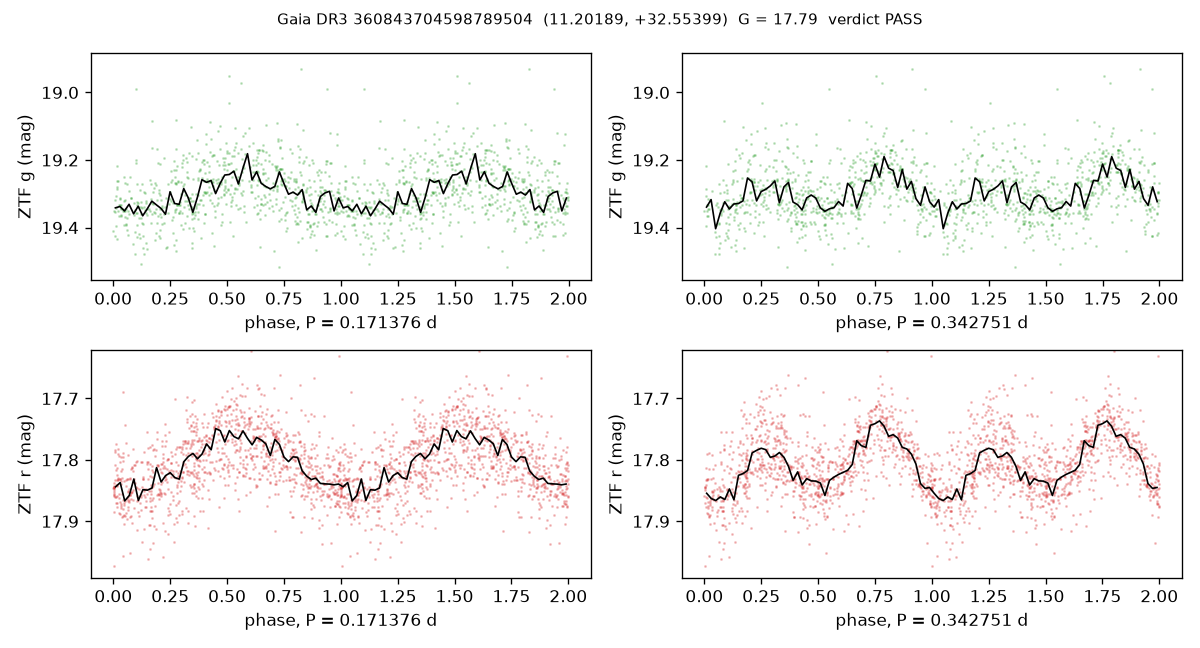 Gaia DR3 360843704598789504  (11.20189, +32.55399)  G = 17.79  verdict PASS
ZTF g (mag)
19.0
19.2
19.4
0.00 0.25 0.50 0.75 1.00 1.25 1.50 1.75 2.00
phase, P = 0.171376 d
ZTF g (mag)
19.0
19.2
19.4
0.00 0.25 0.50 0.75 1.00 1.25 1.50 1.75 2.00
phase, P = 0.342751 d
ZTF r (mag)
17.7
17.8
17.9
0.00 0.25 0.50 0.75 1.00 1.25 1.50 1.75 2.00
phase, P = 0.171376 d
ZTF r (mag)
17.7
17.8
17.9
0.00 0.25 0.50 0.75 1.00 1.25 1.50 1.75 2.00
phase, P = 0.342751 d